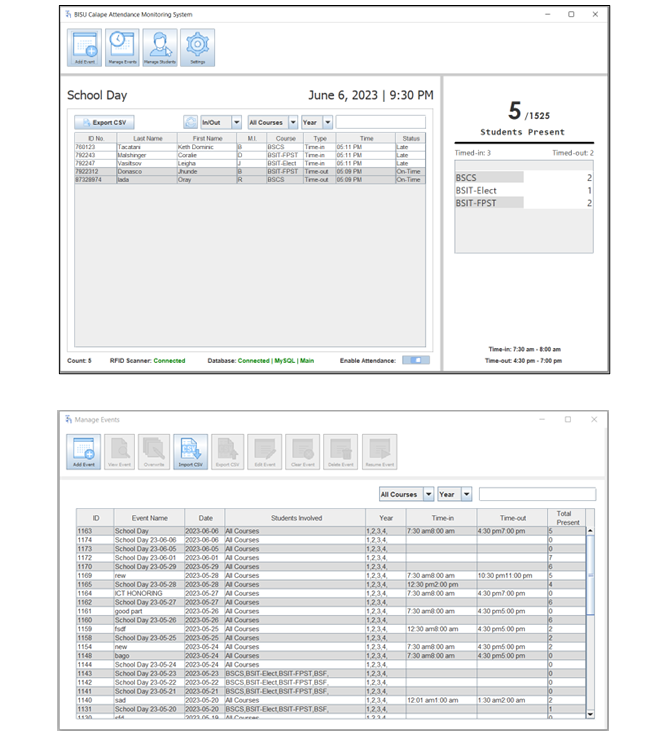 BISU Calape Attendance Monitoring System
Add Event Manage Events Manage Students Settings
School Day June 6, 2023 | 9:30 PM
Export CSV In/Out All Courses Year
ID No. Last Name First Name M.I. Course Type Time Status
700123 Tacatani Keth Dominic B BSCS Time-in 05:11 PM Late
792243 Malshinger Coralie D BSIT-FPST Time-in 05:11 PM Late
792247 Vasiltsov Leigha J BSIT-Elect Time-in 05:11 PM Late
7922312 Donasco Jhunde B BSIT-FPST Time-out 05:09 PM On-Time
87328974 lada Oray R BSCS Time-out 05:09 PM On-Time
Count: 5 RFID Scanner: Connected Database: Connected | MySQL | Main Enable Attendance:
5 /1525
Students Present
Timed-in: 3 Timed-out: 2
BSCS 2
BSIT-Elect 1
BSIT-FPST 2
Time-in: 7:30 am - 8:00 am
Time-out: 4:30 pm - 7:00 pm
Manage Events
Add Event View Event Overwrite Import CSV Export CSV Edit Event Clear Event Delete Event Resume Event
All Courses Year
ID Event Name Date Students Involved Year Time-in Time-out Total Present
1163 School Day 2023-06-06 All Courses 1,2,3,4, 7:30 am8:00 am 4:30 pm7:00 pm 5
1174 School Day 23-06-06 2023-06-06 All Courses 1,2,3,4, 0
1173 School Day 23-06-05 2023-06-05 All Courses 1,2,3,4, 0
1172 School Day 23-06-01 2023-06-01 All Courses 1,2,3,4, 7
1170 School Day 23-05-29 2023-05-29 All Courses 1,2,3,4, 6
1169 rew 2023-05-28 All Courses 1,2,3,4, 7:30 am8:00 am 10:30 pm11:00 pm 5
1165 School Day 23-05-28 2023-05-28 All Courses 1,2,3,4, 12:30 pm2:00 pm 4
1164 ICT HONORING 2023-05-27 All Courses 1,2,3,4, 7:30 am8:00 am 4:30 pm7:00 pm 0
1162 School Day 23-05-27 2023-05-27 All Courses 1,2,3,4, 6
1161 good part 2023-05-26 All Courses 1,2,3,4, 7:30 am8:00 am 4:30 pm5:00 pm 0
1160 School Day 23-05-26 2023-05-26 All Courses 1,2,3,4, 6
1159 fsdf 2023-05-25 All Courses 1,2,3,4, 12:30 am8:00 am 4:30 pm5:00 pm 2
1158 School Day 23-05-25 2023-05-25 All Courses 1,2,3,4, 2
1154 new 2023-05-24 All Courses 1,2,3,4, 7:30 am8:00 am 4:30 pm5:00 pm 2
1148 bago 2023-05-24 All Courses 1,2,3,4, 7:30 am8:00 am 4:30 pm5:00 pm 0
1144 School Day 23-05-24 2023-05-24 All Courses 1,2,3,4, 0
1143 School Day 23-05-23 2023-05-23 BSCS,BSIT-Elect,BSIT-FPST,BSF, 1,2,3,4, 0
1142 School Day 23-05-22 2023-05-22 BSCS,BSIT-Elect,BSIT-FPST,BSF, 1,2,3,4, 0
1141 School Day 23-05-21 2023-05-21 BSCS,BSIT-Elect,BSIT-FPST,BSF, 1,2,3,4, 0
1140 sad 2023-05-20 All Courses 1,2,3,4, 12:01 am1:00 am 1:30 am2:00 am 2
1131 School Day 23-05-20 2023-05-20 BSCS,BSIT-Elect,BSIT-FPST,BSF, 1,2,3,4, 1
1130 2023-05-19 All Courses 1,2,3,4, 0